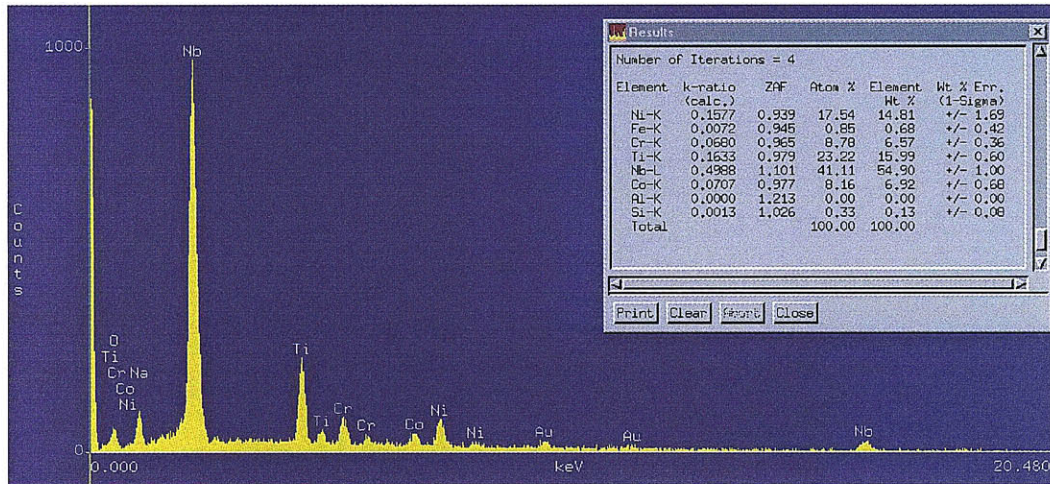 1000
Nb
Counts
O
Ti
Cr Na
Co
Ni
Ti
Ti
Cr
Cr
Co
Ni
Ni
Au
Au
Nb
0
0.000 keV 20.480
Results
Number of Iterations = 4
Element k-ratio ZAF Atom % Element Wt % Err.
(calc.) Wt % (1-Sigma)
Ni-K 0.1577 0.939 17.54 14.81 +/- 1.69
Fe-K 0.0072 0.945 0.85 0.68 +/- 0.42
Cr-K 0.0680 0.965 8.78 6.57 +/- 0.36
Ti-K 0.1633 0.979 23.22 15.99 +/- 0.60
Nb-L 0.4988 1.101 41.11 54.90 +/- 1.00
Co-K 0.0707 0.977 8.16 6.92 +/- 0.68
Al-K 0.0000 1.213 0.00 0.00 +/- 0.00
Si-K 0.0013 1.026 0.33 0.13 +/- 0.08
Total 100.00 100.00
Print Clear Abort Close